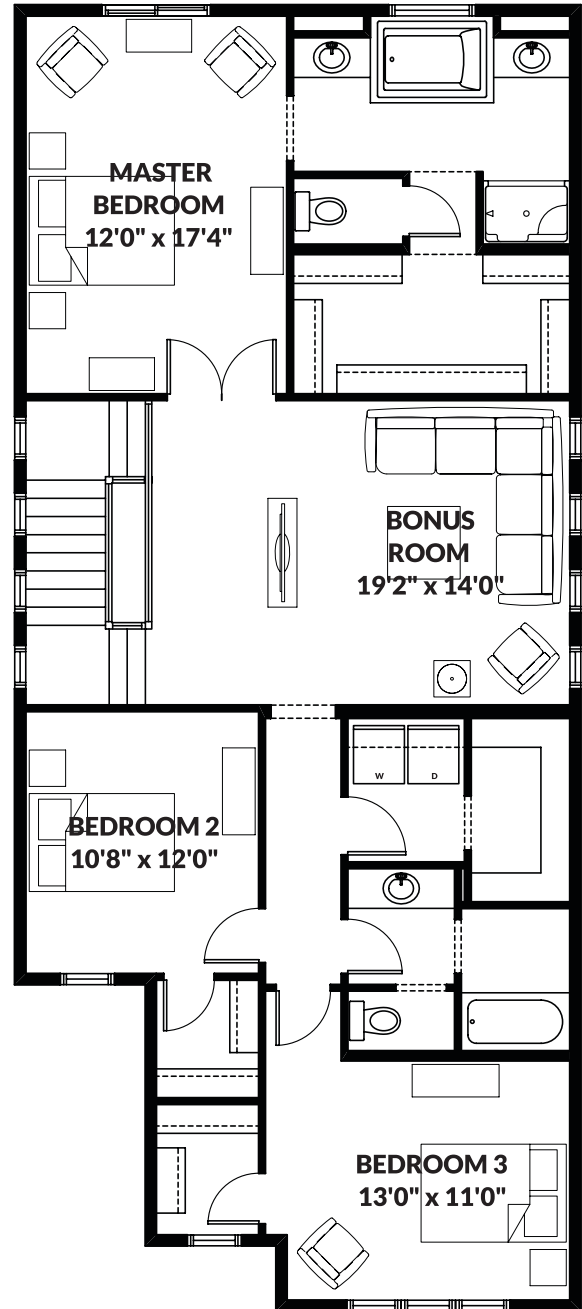 MASTER
BEDROOM
12'0" x 17'4"
BONUS
ROOM
19'2" x 14'0"
W D
BEDROOM 2
10'8" x 12'0"
BEDROOM 3
13'0" x 11'0"